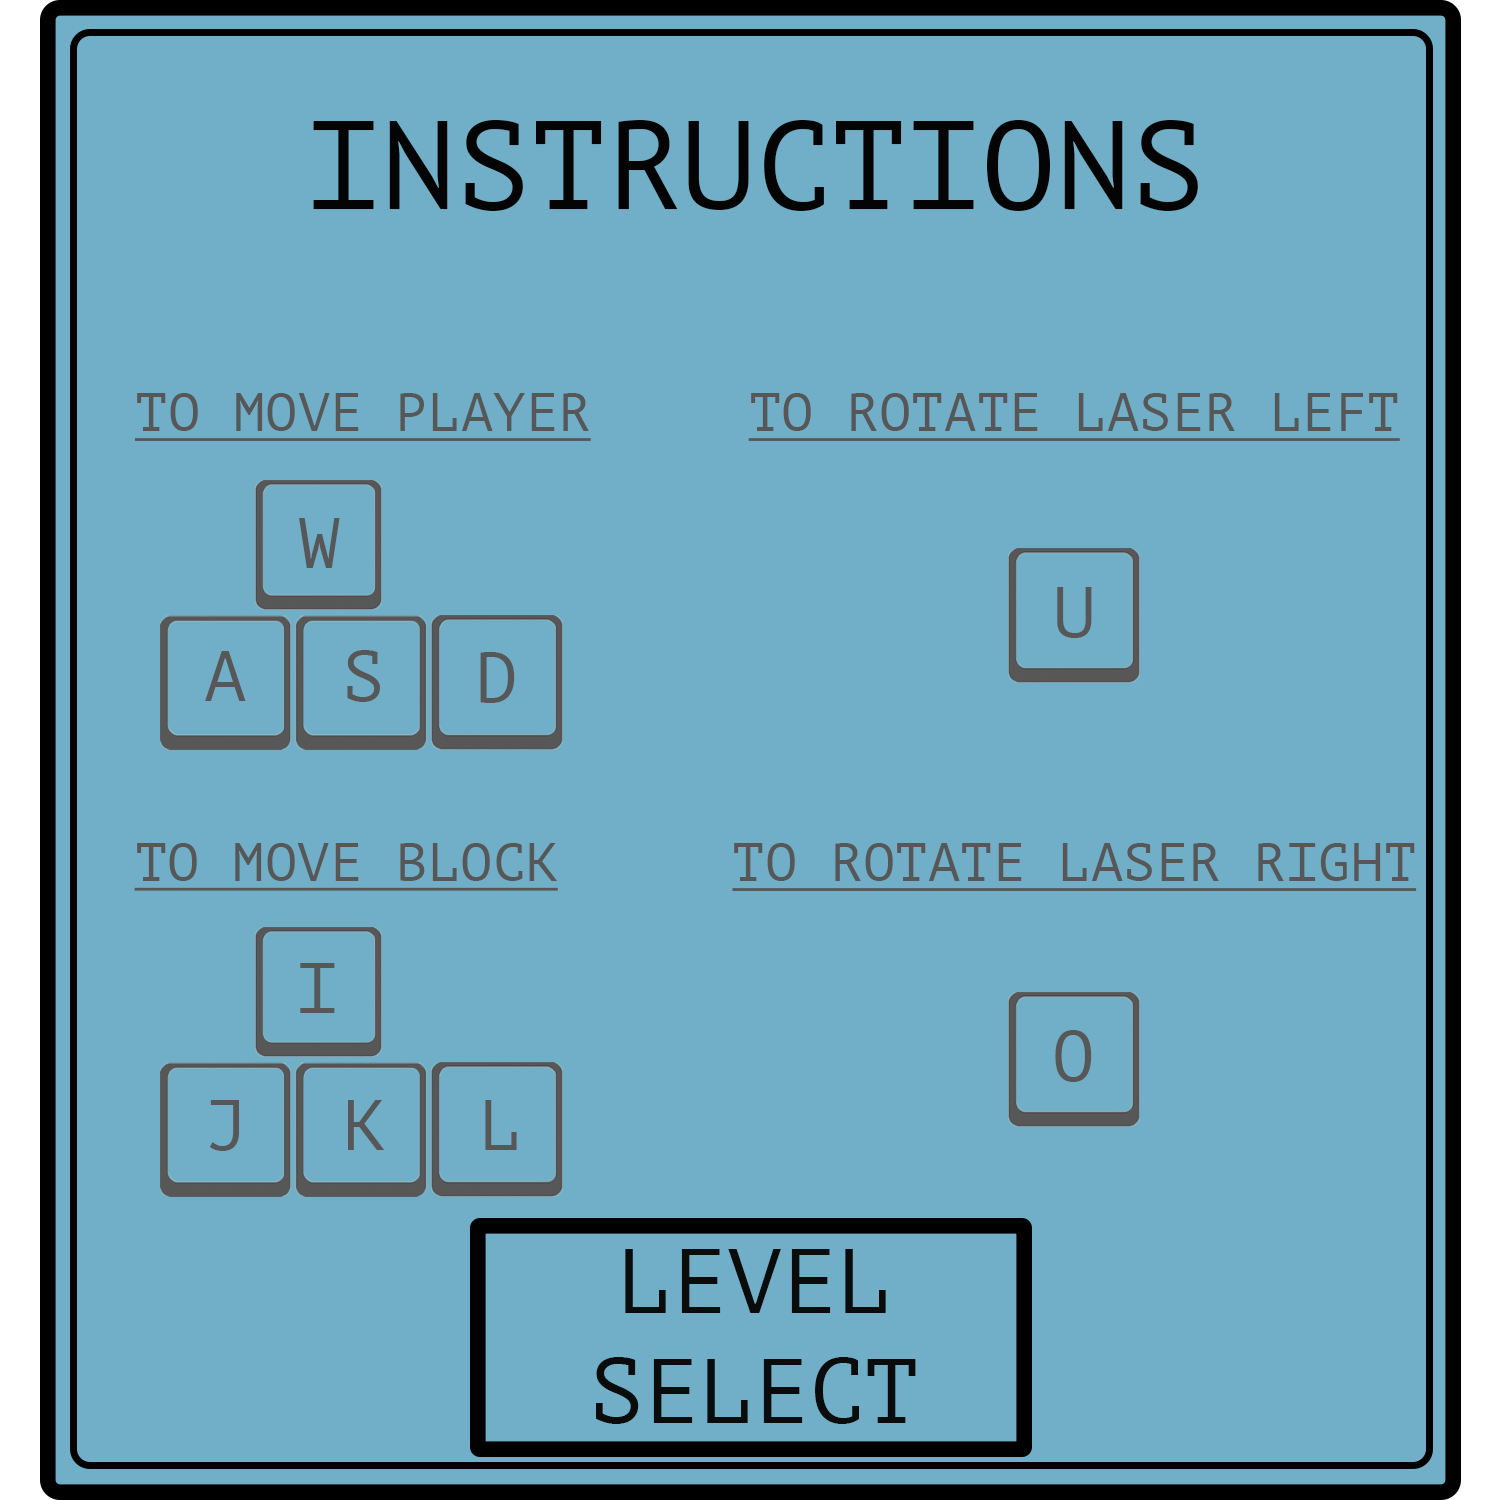 INSTRUCTIONS
TO MOVE PLAYER
W
A S D
TO ROTATE LASER LEFT
U
TO MOVE BLOCK
I
J K L
TO ROTATE LASER RIGHT
O
LEVEL
SELECT